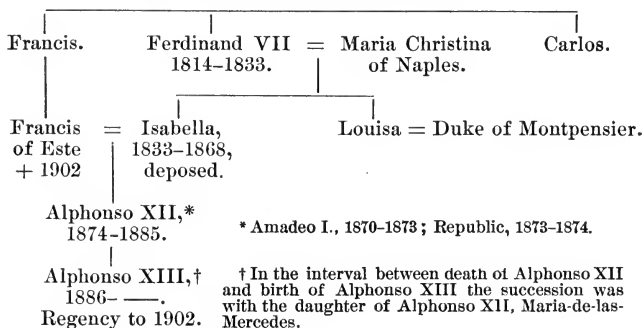 Francis. Ferdinand VII = Maria Christina Carlos.
1814–1833. of Naples.
Francis = Isabella, Louisa = Duke of Montpensier.
of Este 1833–1868,
+ 1902 deposed.
Alphonso XII,*
1874–1885.
* Amadeo I., 1870–1873; Republic, 1873–1874.
Alphonso XIII,†
1886– ——.
Regency to 1902.
† In the interval between death of Alphonso XII
and birth of Alphonso XIII the succession was
with the daughter of Alphonso XII, Maria-de-las-
Mercedes.